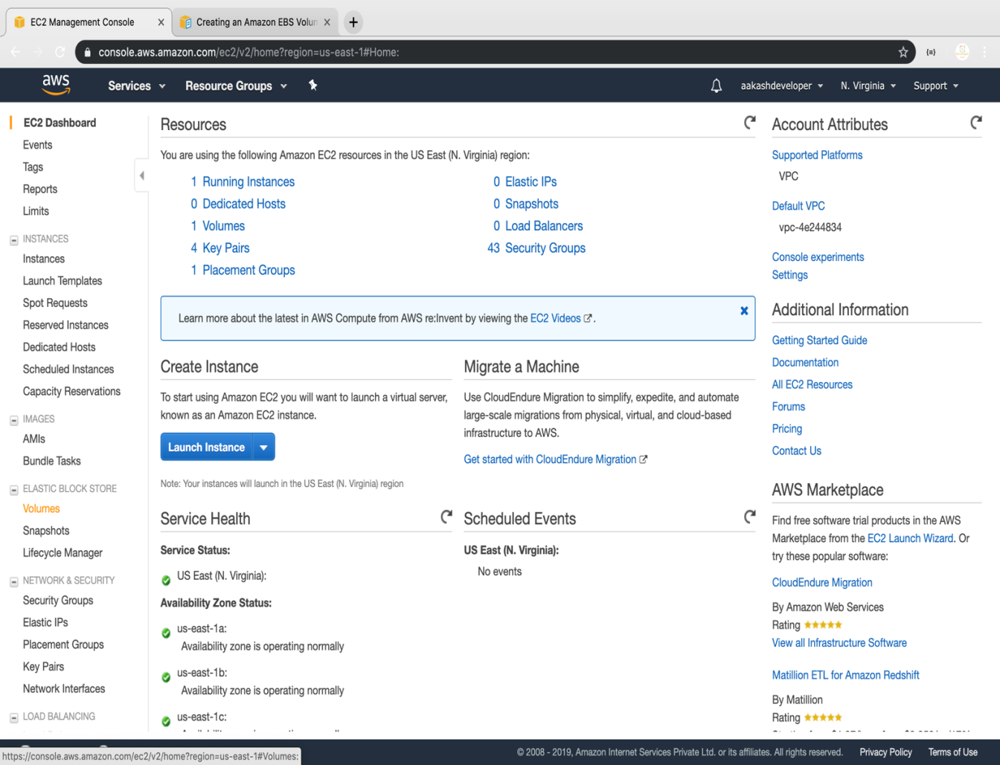 EC2 Management Console
Creating an Amazon EBS Volum
console.aws.amazon.com/ec2/v2/home?region=us-east-1#Home:
aws
Services
Resource Groups
aakashdeveloper
N. Virginia
Support
EC2 Dashboard
Events
Tags
Reports
Limits
INSTANCES
Instances
Launch Templates
Spot Requests
Reserved Instances
Dedicated Hosts
Scheduled Instances
Capacity Reservations
IMAGES
AMIs
Bundle Tasks
ELASTIC BLOCK STORE
Volumes
Snapshots
Lifecycle Manager
NETWORK & SECURITY
Security Groups
Elastic IPs
Placement Groups
Key Pairs
Network Interfaces
LOAD BALANCING
Resources
You are using the following Amazon EC2 resources in the US East (N. Virginia) region:
1 Running Instances
0 Dedicated Hosts
1 Volumes
4 Key Pairs
1 Placement Groups
0 Elastic IPs
0 Snapshots
0 Load Balancers
43 Security Groups
Learn more about the latest in AWS Compute from AWS re:Invent by viewing the EC2 Videos.
Create Instance
To start using Amazon EC2 you will want to launch a virtual server,
known as an Amazon EC2 instance.
Launch Instance
Note: Your instances will launch in the US East (N. Virginia) region
Migrate a Machine
Use CloudEndure Migration to simplify, expedite, and automate
large-scale migrations from physical, virtual, and cloud-based
infrastructure to AWS.
Get started with CloudEndure Migration
Service Health
Service Status:
US East (N. Virginia):
Availability Zone Status:
us-east-1a:
Availability zone is operating normally
us-east-1b:
Availability zone is operating normally
us-east-1c:
Scheduled Events
US East (N. Virginia):
No events
Account Attributes
Supported Platforms
VPC
Default VPC
vpc-4e244834
Console experiments
Settings
Additional Information
Getting Started Guide
Documentation
All EC2 Resources
Forums
Pricing
Contact Us
AWS Marketplace
Find free software trial products in the AWS
Marketplace from the EC2 Launch Wizard. Or
try these popular software:
CloudEndure Migration
By Amazon Web Services
Rating
View all Infrastructure Software
Matillion ETL for Amazon Redshift
By Matillion
Rating
https://console.aws.amazon.com/ec2/v2/home?region=us-east-1#Volumes:
© 2008 - 2019, Amazon Internet Services Private Ltd. or its affiliates. All rights reserved.
Privacy Policy
Terms of Use